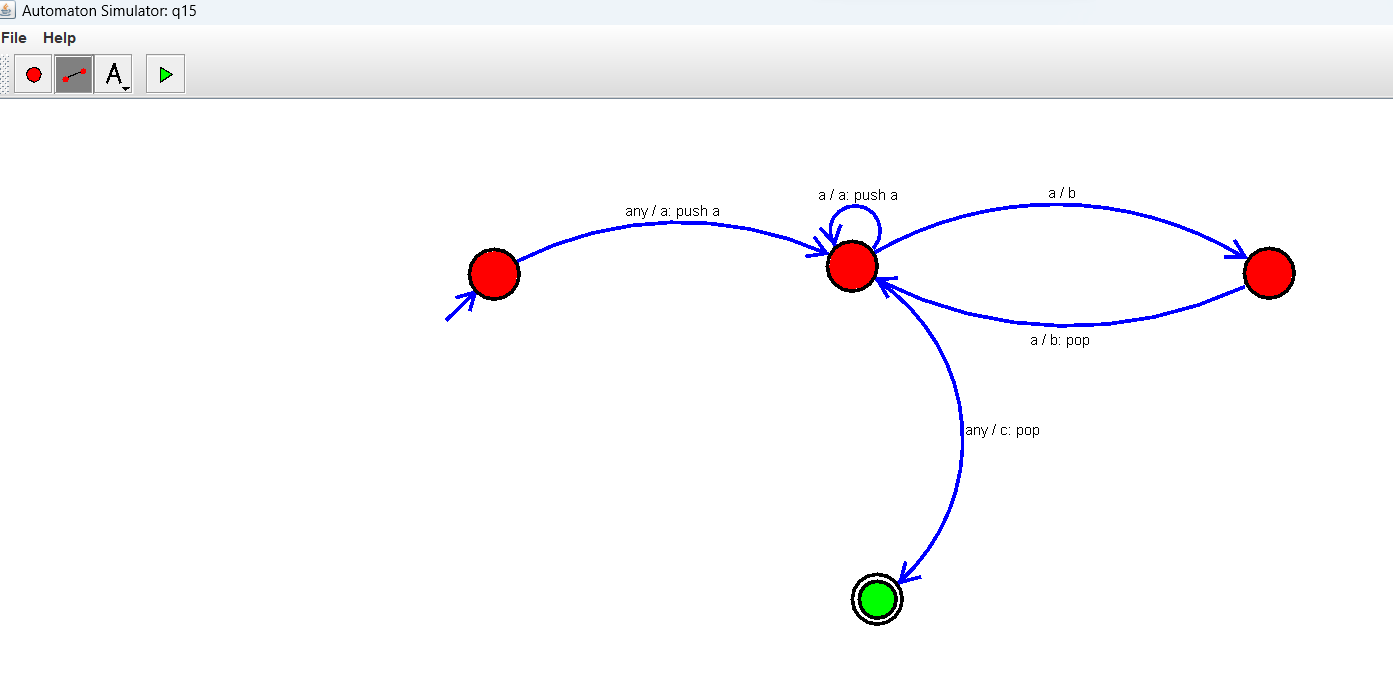 Automaton Simulator: q15
File Help
A
a / b
a / a: push a
any / a: push a
a / b: pop
any / c: pop